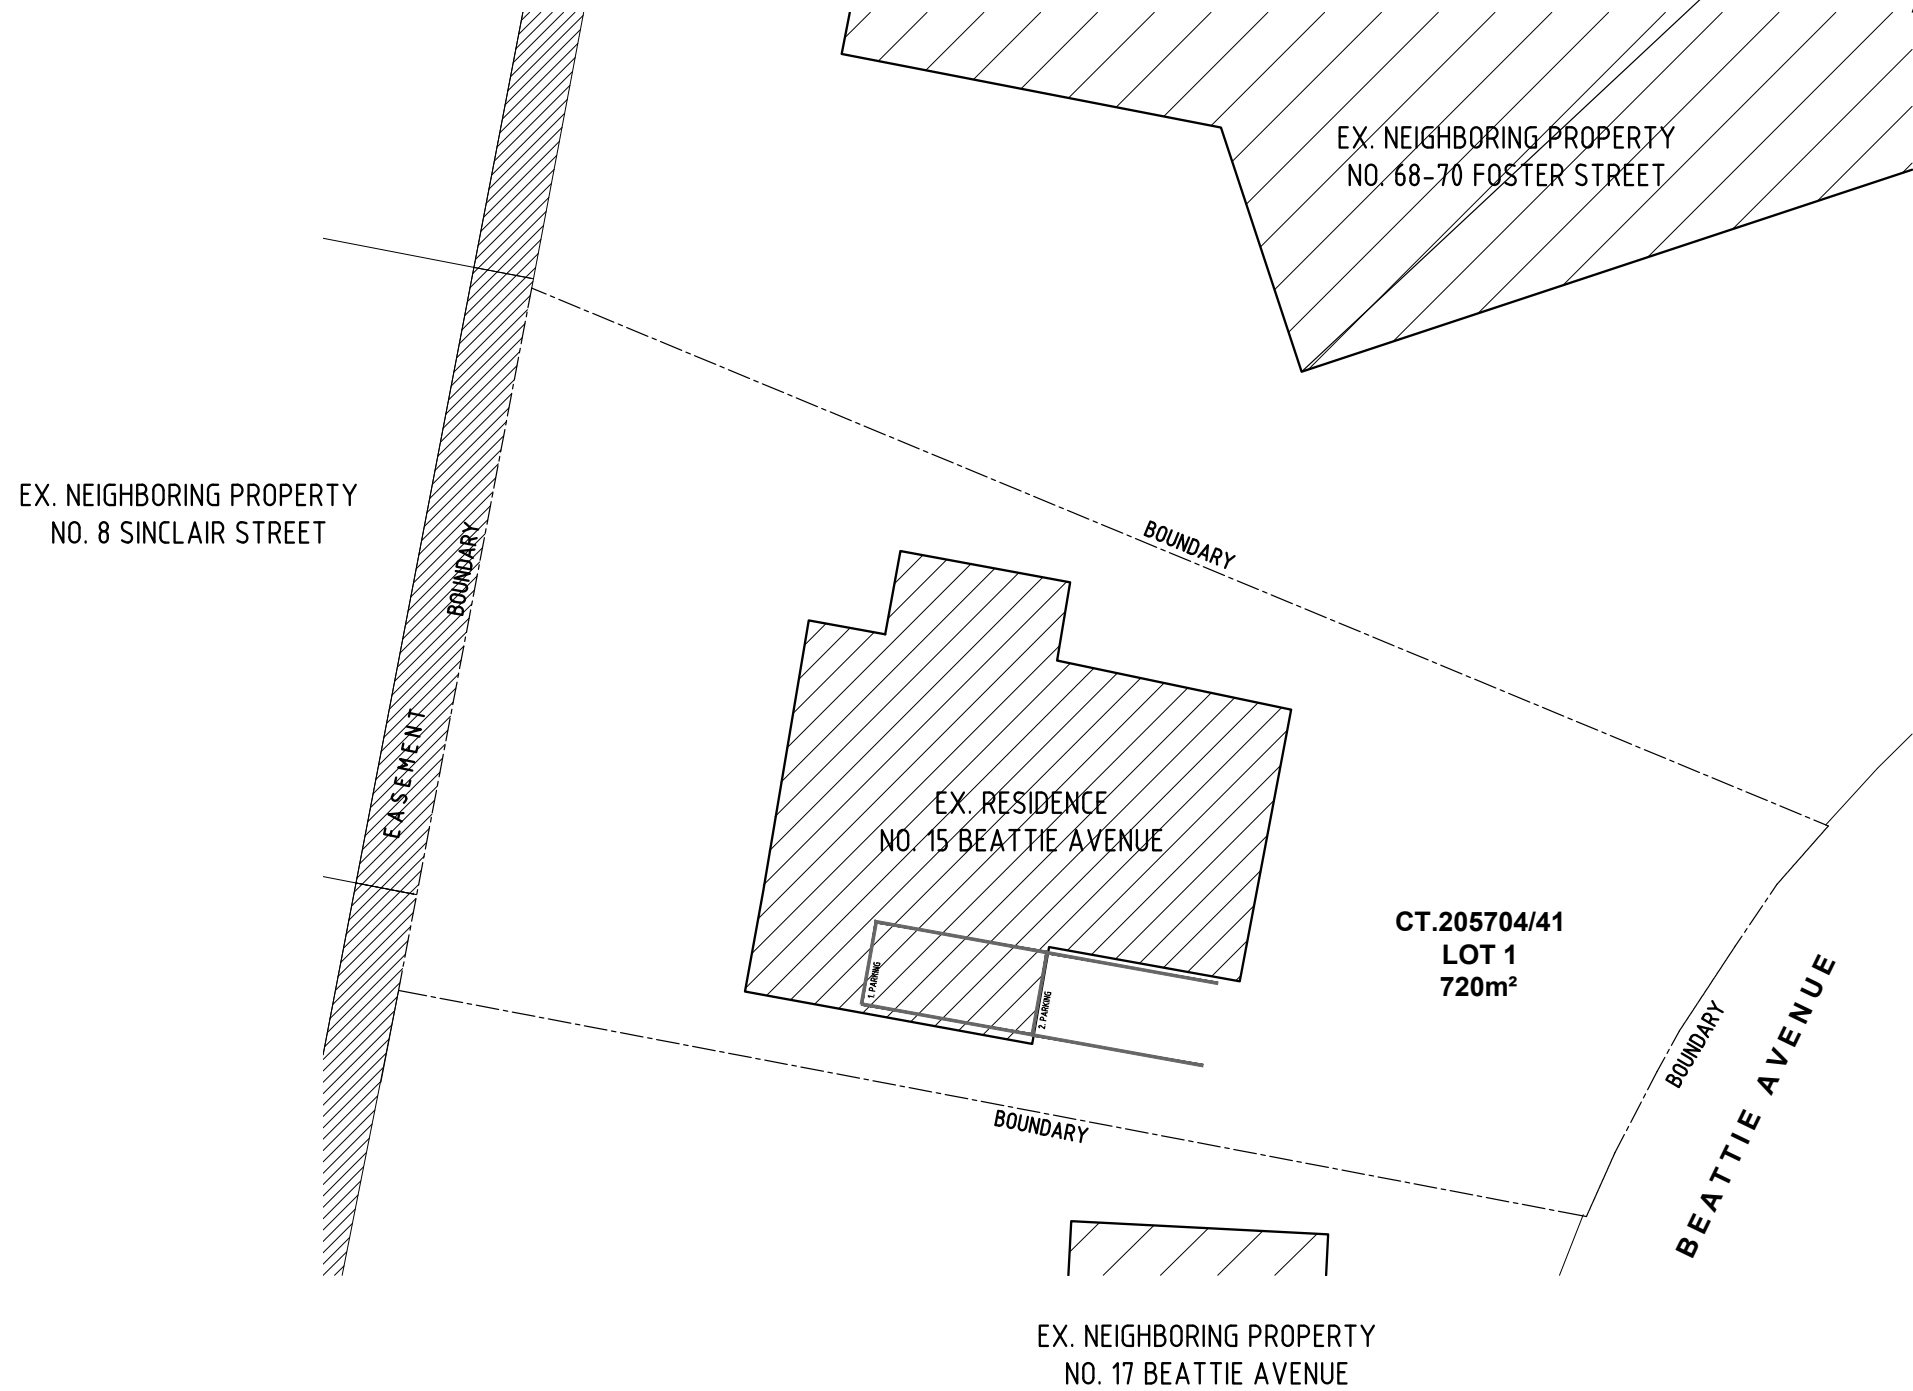 EX. NEIGHBORING PROPERTY
NO. 68-70 FOSTER STREET
EX. NEIGHBORING PROPERTY
NO. 8 SINCLAIR STREET
BOUNDARY
BOUNDARY
EASEMENT
EX. RESIDENCE
NO. 15 BEATTIE AVENUE
CT.205704/41
LOT 1
720m²
1. PARKING
2. PARKING
BOUNDARY
BOUNDARY
BEATTIE AVENUE
EX. NEIGHBORING PROPERTY
NO. 17 BEATTIE AVENUE